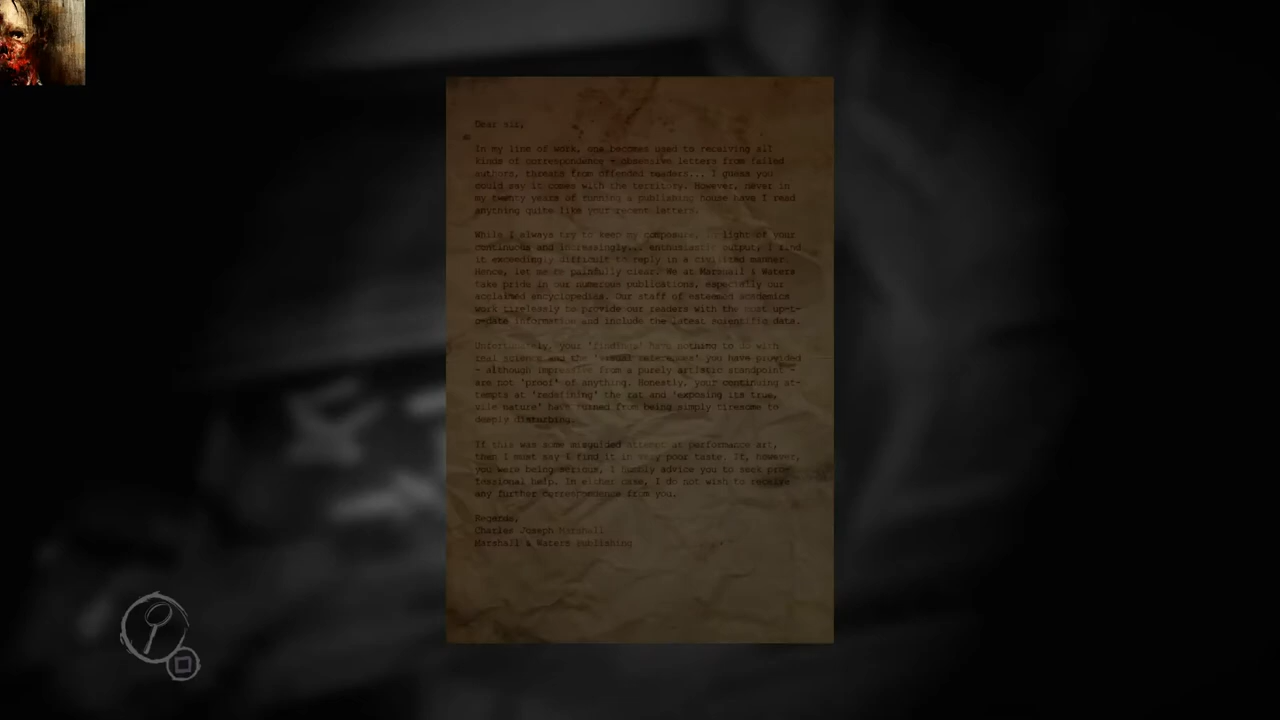 Dear sir,
In my line of work, one becomes used to receiving all
kinds of correspondence - obsessive letters from failed
authors, threats from offended readers... I guess you
could say it comes with the territory. However, never in
my twenty years of running a publishing house have I read
anything quite like your recent letters.
While I always try to keep my composure, in light of your
continuous and increasingly... enthusiastic output, I find
it exceedingly difficult to reply in a civilized manner.
Hence, let me be painfully clear: We at Marshall & Waters
take pride in our numerous publications, especially our
acclaimed encyclopedias. Our staff of esteemed academics
work tirelessly to provide our readers with the most up-t-
o-date information and include the latest scientific data.
Unfortunately, your 'findings' have nothing to do with
real science and the 'visual references' you have provided
- although impressive from a purely artistic standpoint -
are not 'proof' of anything. Honestly, your continuing at-
tempts at 'redefining' the rat and 'exposing its true,
vile nature' have turned from being simply tiresome to
deeply disturbing.
If this was some misguided attempt at performance art,
then I must say I find it in very poor taste. If, however,
you were being serious, I kindly advice you to seek pro-
fessional help. In either case, I do not wish to receive
any further correspondence from you.
Regards,
Charles Joseph Marshall
Marshall & Waters Publishing